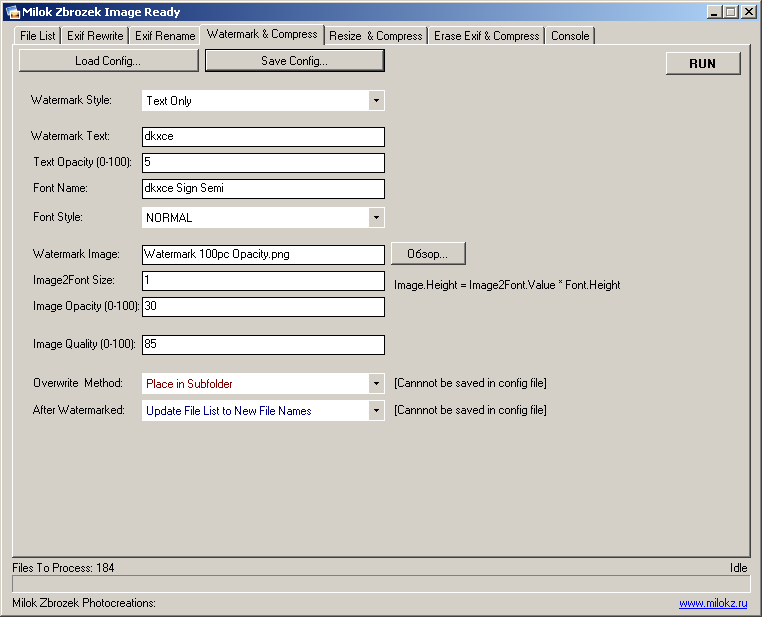 Milok Zbrozek Image Ready
File List Exif Rewrite Exif Rename Watermark & Compress Resize & Compress Erase Exif & Compress Console
Load Config... Save Config... RUN
Watermark Style: Text Only
Watermark Text: dkxce
Text Opacity (0-100): 5
Font Name: dkxce Sign Semi
Font Style: NORMAL
Watermark Image: Watermark 100pc Opacity.png Обзор...
Image2Font Size: 1 Image.Height = Image2Font.Value * Font.Height
Image Opacity (0-100): 30
Image Quality (0-100): 85
Overwrite Method: Place in Subfolder [Cannnot be saved in config file]
After Watermarked: Update File List to New File Names [Cannnot be saved in config file]
Files To Process: 184 Idle
Milok Zbrozek Photocreations: www.milokz.ru